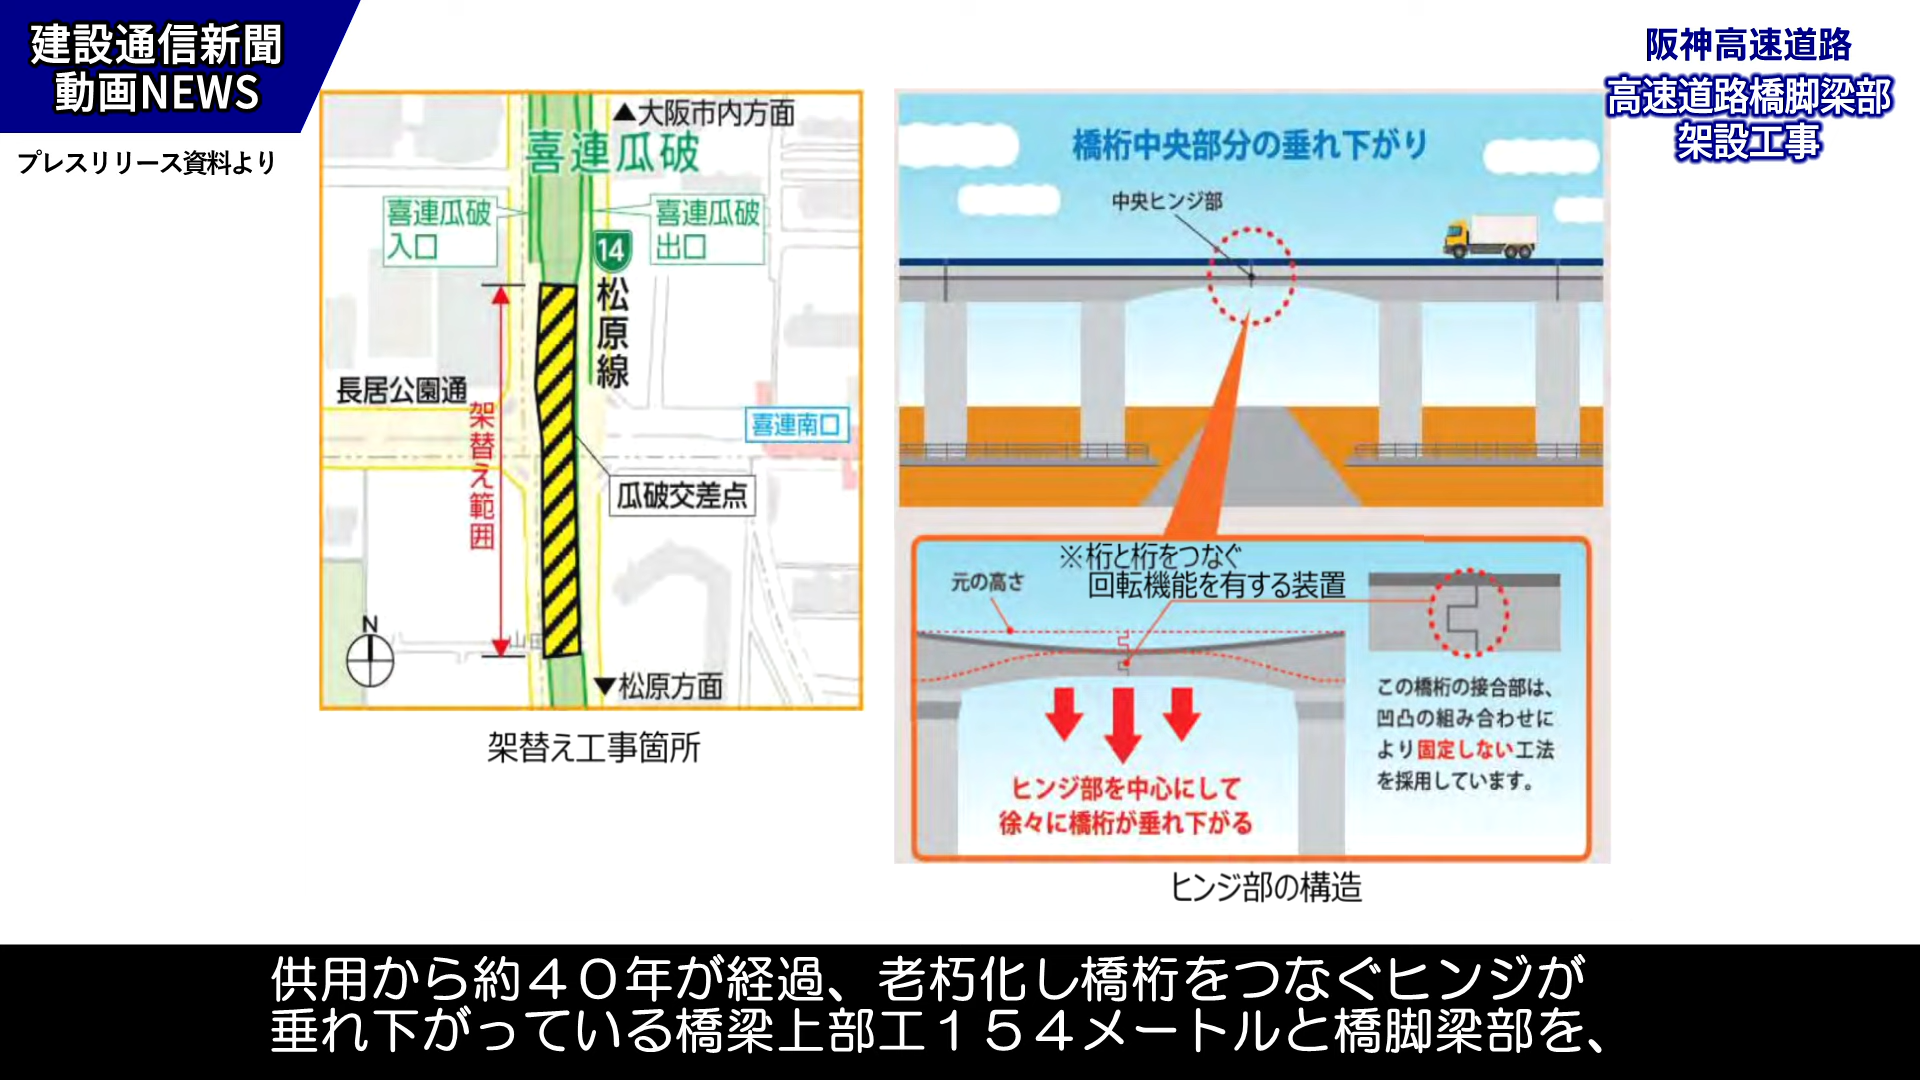 建設通信新聞
動画NEWS
プレスリリース資料より
阪神高速道路
高速道路橋脚梁部
架設工事
▲大阪市内方面
喜連瓜破
喜連瓜破
入口
喜連瓜破
出口
14
松原線
長居公園通
架替え範囲
喜連南口
瓜破交差点
N
▼松原方面
架替え工事箇所
橋桁中央部分の垂れ下がり
中央ヒンジ部
※桁と桁をつなぐ
回転機能を有する装置
元の高さ
ヒンジ部を中心にして
徐々に橋桁が垂れ下がる
この橋桁の接合部は、
凹凸の組み合わせに
より固定しない工法
を採用しています。
ヒンジ部の構造
供用から約４０年が経過、老朽化し橋桁をつなぐヒンジが
垂れ下がっている橋梁上部工１５４メートルと橋脚梁部を、